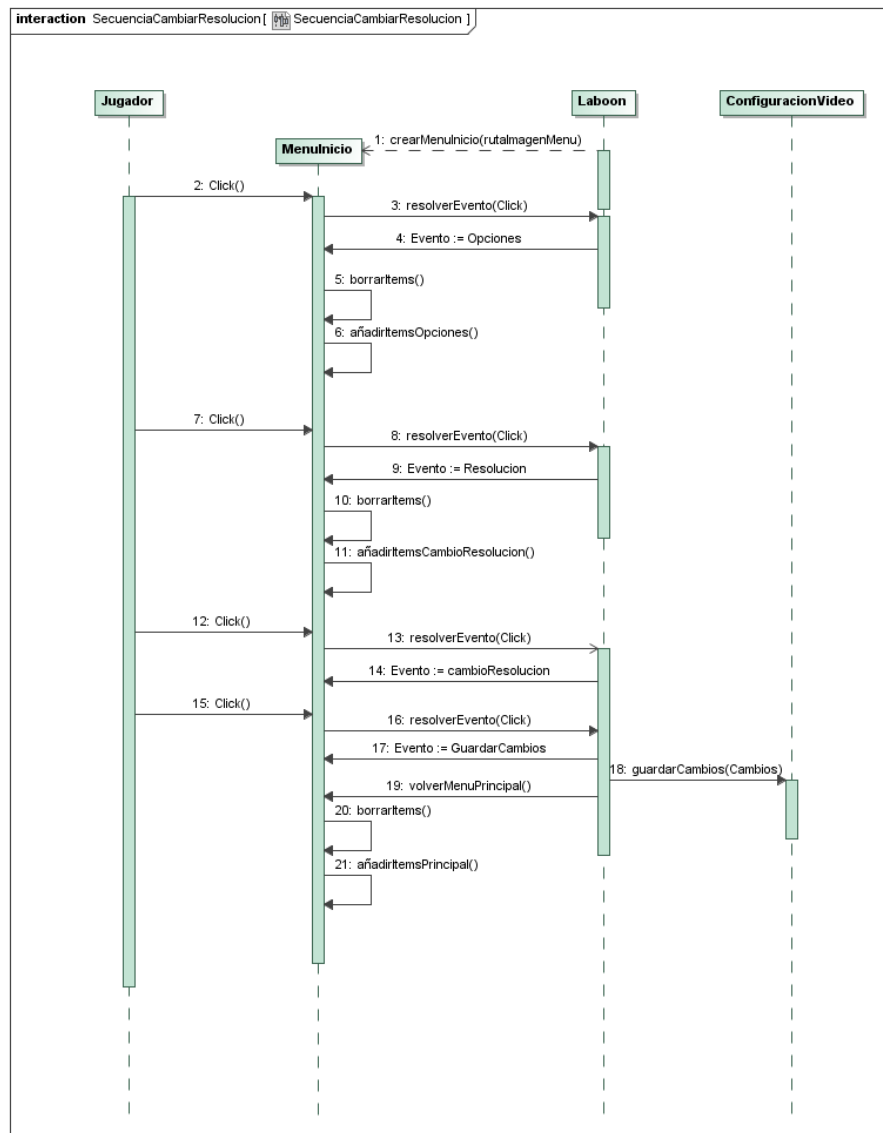 interaction SecuenciaCambiarResolucion [ SecuenciaCambiarResolucion ]
Jugador
Laboon
ConfiguracionVideo
MenuInicio
1: crearMenuInicio(rutaImagenMenu)
2: Click()
3: resolverEvento(Click)
4: Evento := Opciones
5: borrarItems()
6: añadirItemsOpciones()
7: Click()
8: resolverEvento(Click)
9: Evento := Resolucion
10: borrarItems()
11: añadirItemsCambioResolucion()
12: Click()
13: resolverEvento(Click)
14: Evento := cambioResolucion
15: Click()
16: resolverEvento(Click)
17: Evento := GuardarCambios
18: guardarCambios(Cambios)
19: volverMenuPrincipal()
20: borrarItems()
21: añadirItemsPrincipal()